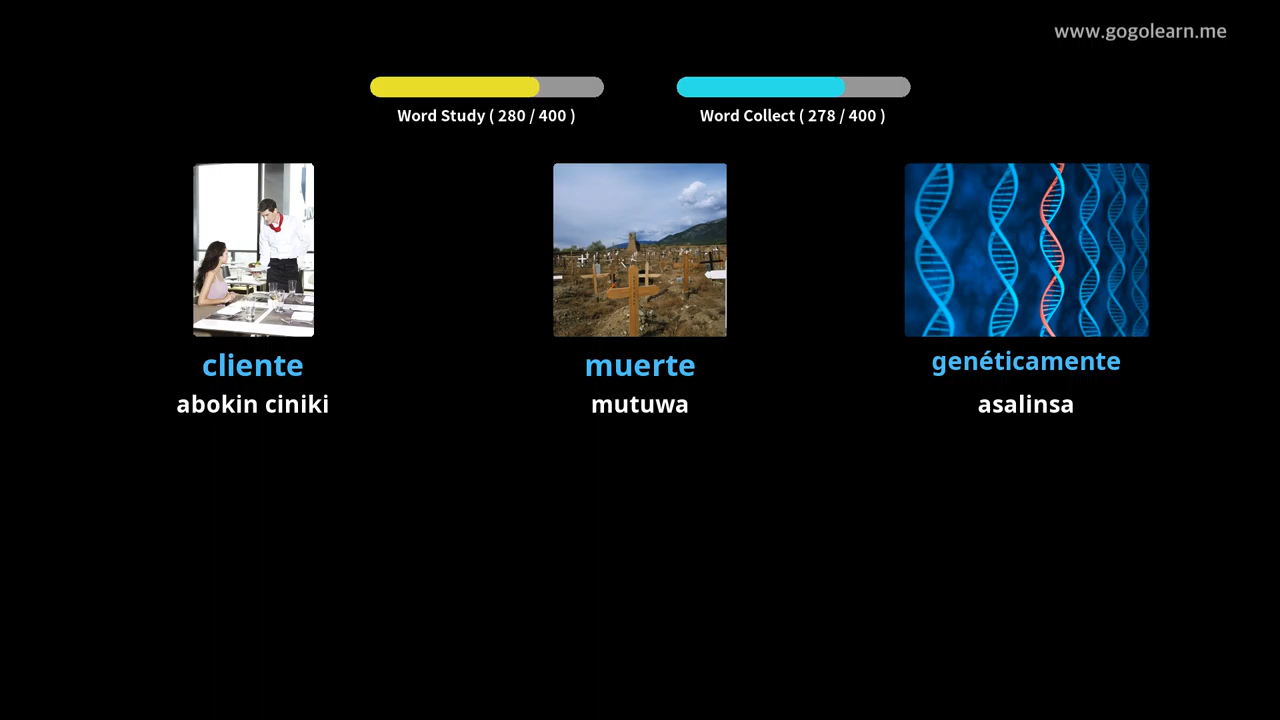 www.gogolearn.me
Word Study ( 280 / 400 )
Word Collect ( 278 / 400 )
cliente
muerte
genéticamente
abokin ciniki
mutuwa
asalinsa